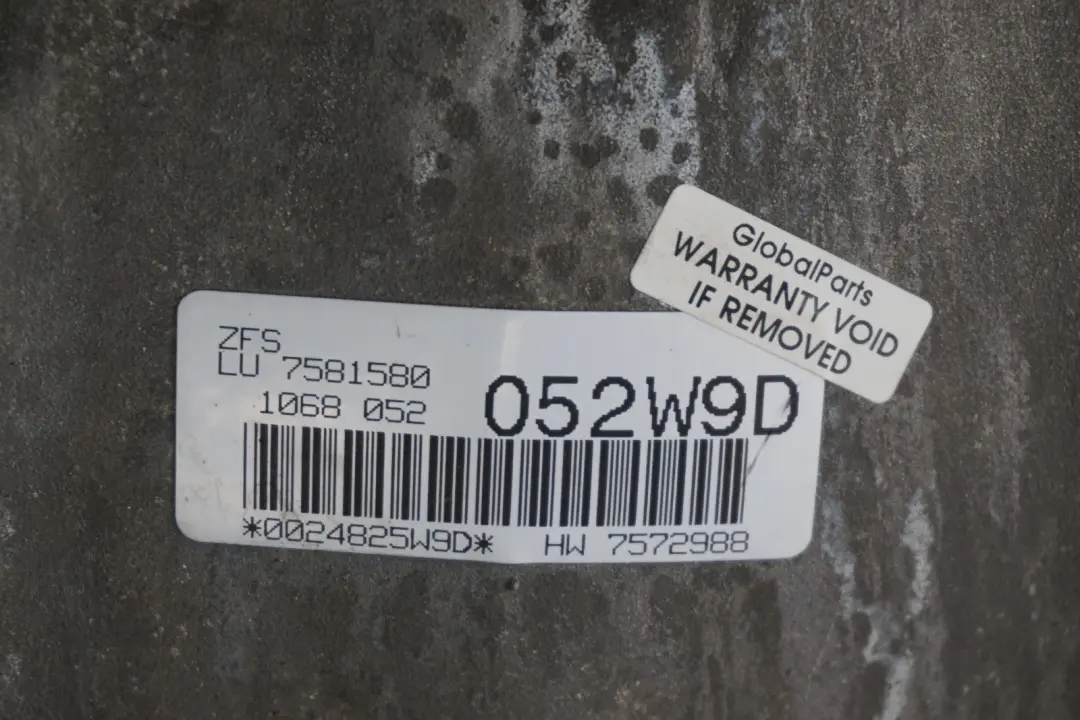 GlobalParts
WARRANTY VOID
IF REMOVED
ZFS
LU 7581580
1068 052
052W9D
*0024825W9D* HW 7572988